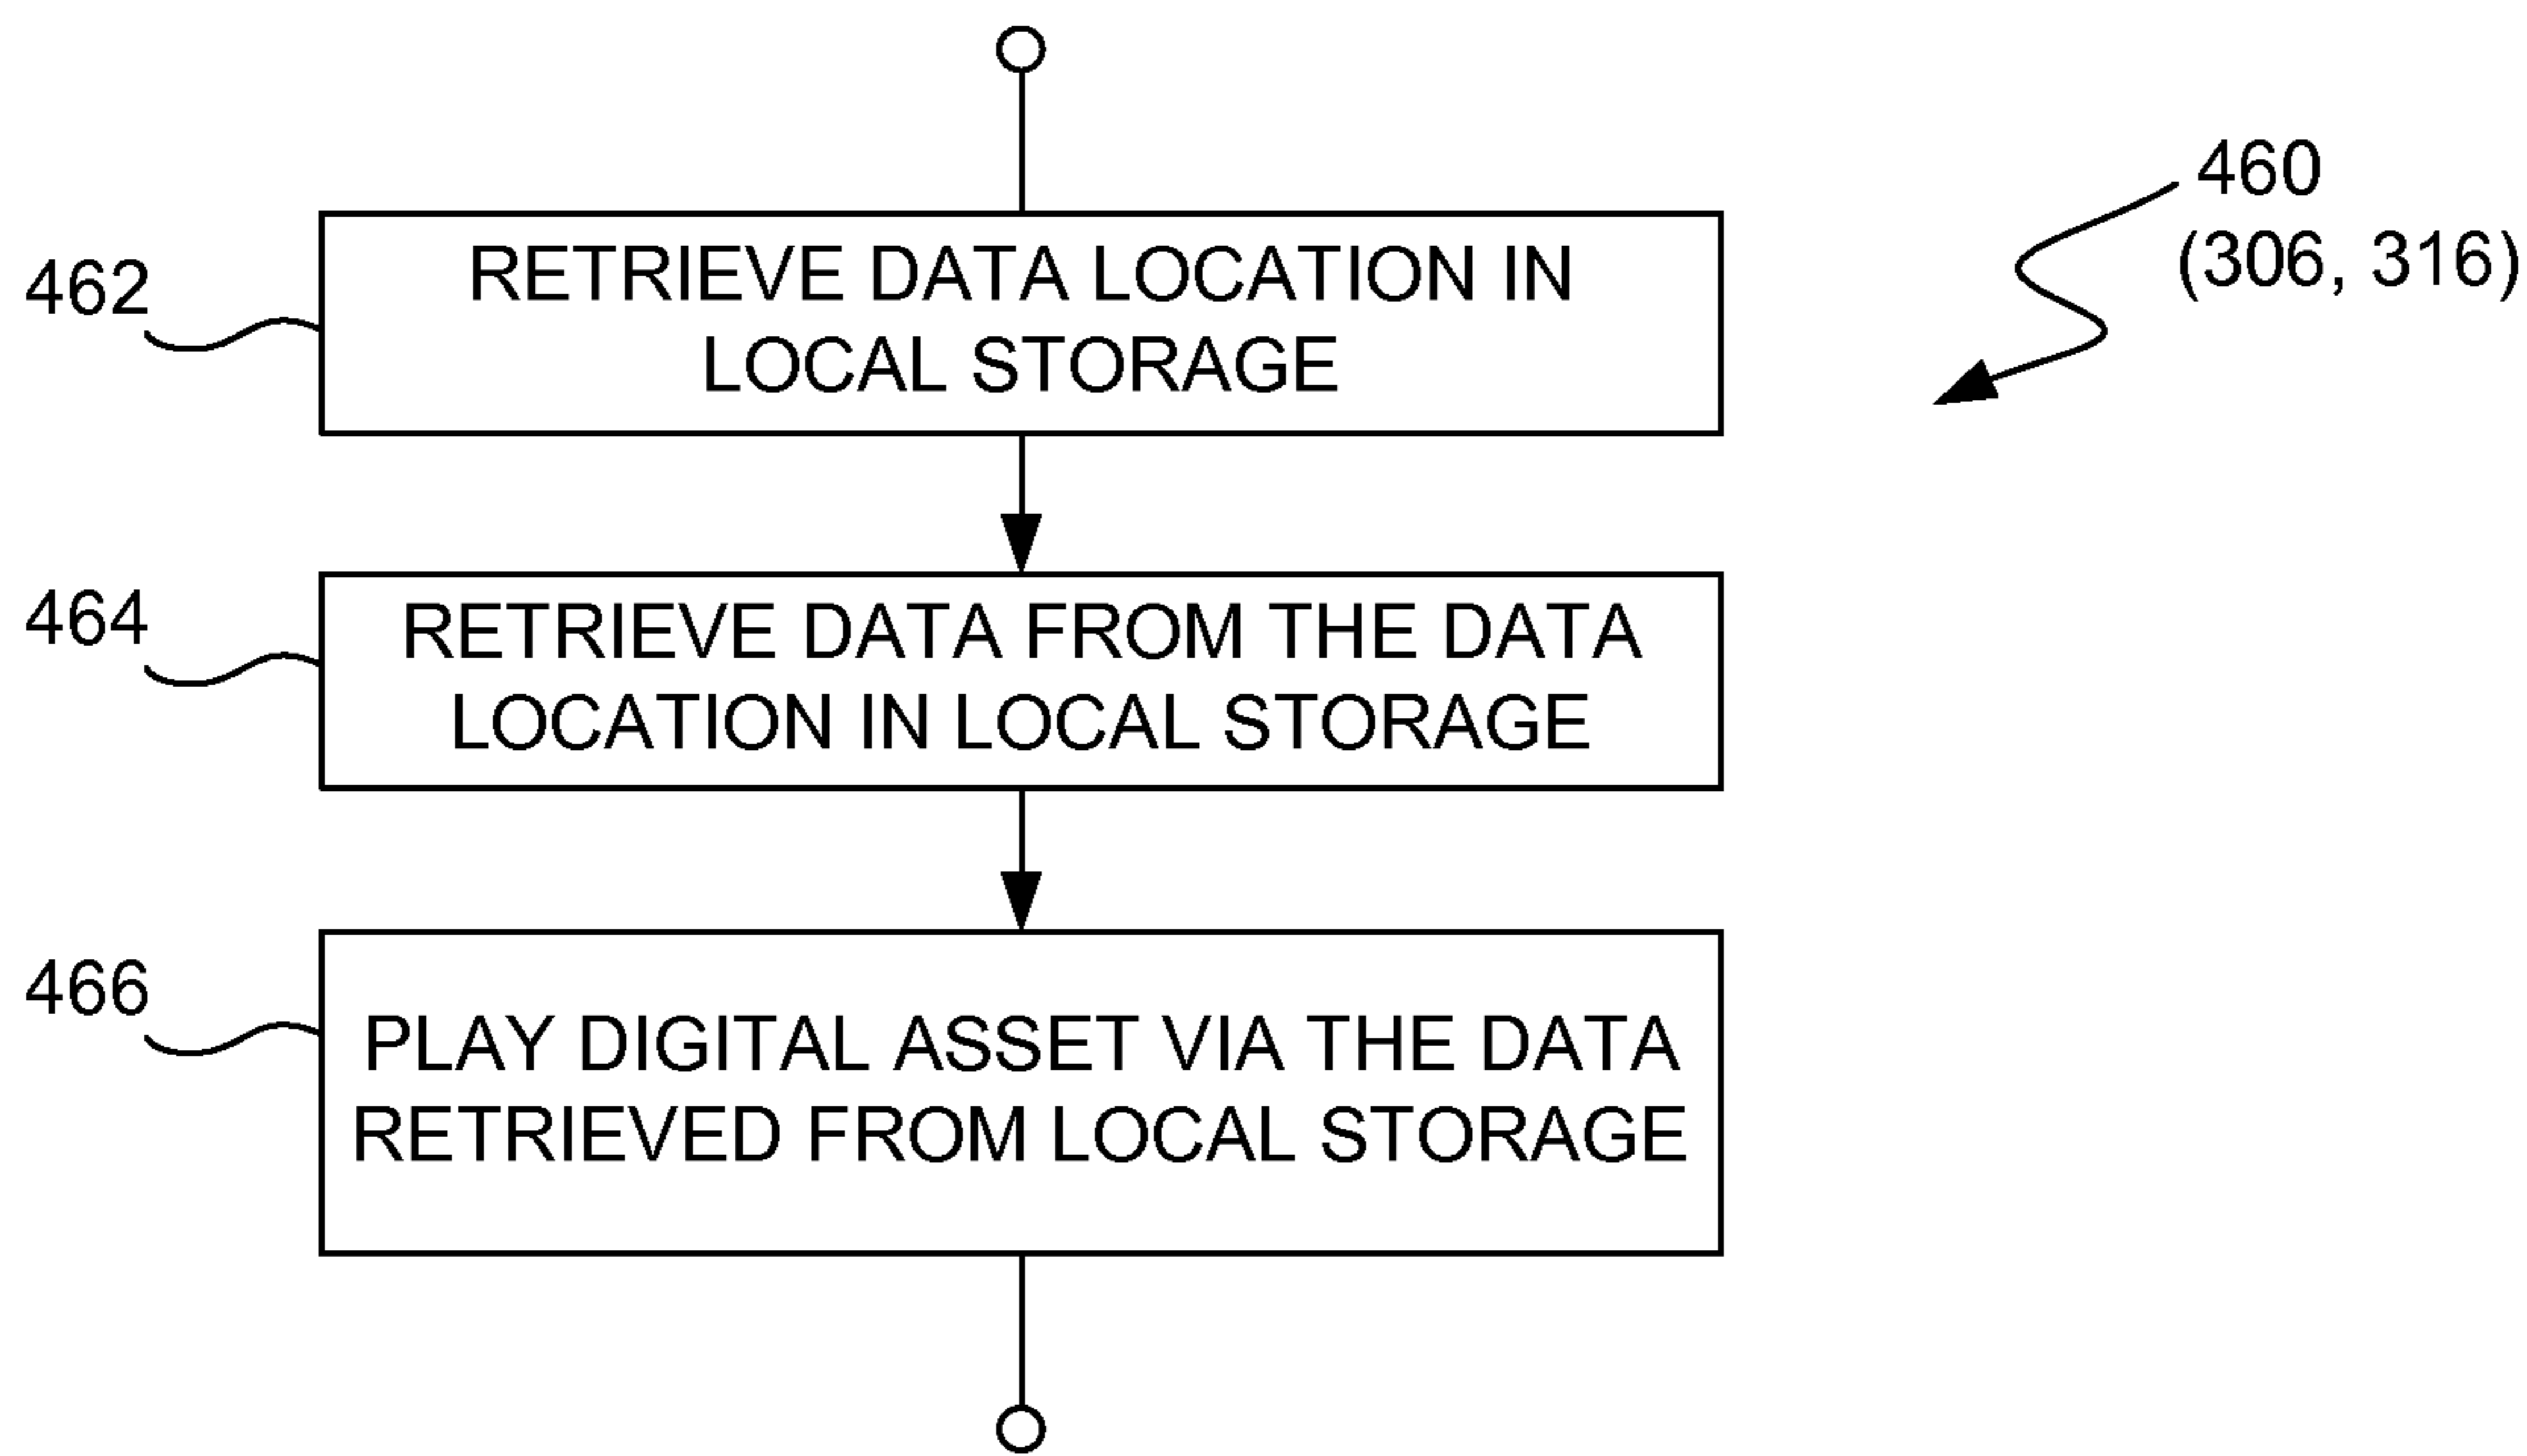 460
(306, 316)
462
RETRIEVE DATA LOCATION IN
LOCAL STORAGE
464
RETRIEVE DATA FROM THE DATA
LOCATION IN LOCAL STORAGE
466
PLAY DIGITAL ASSET VIA THE DATA
RETRIEVED FROM LOCAL STORAGE